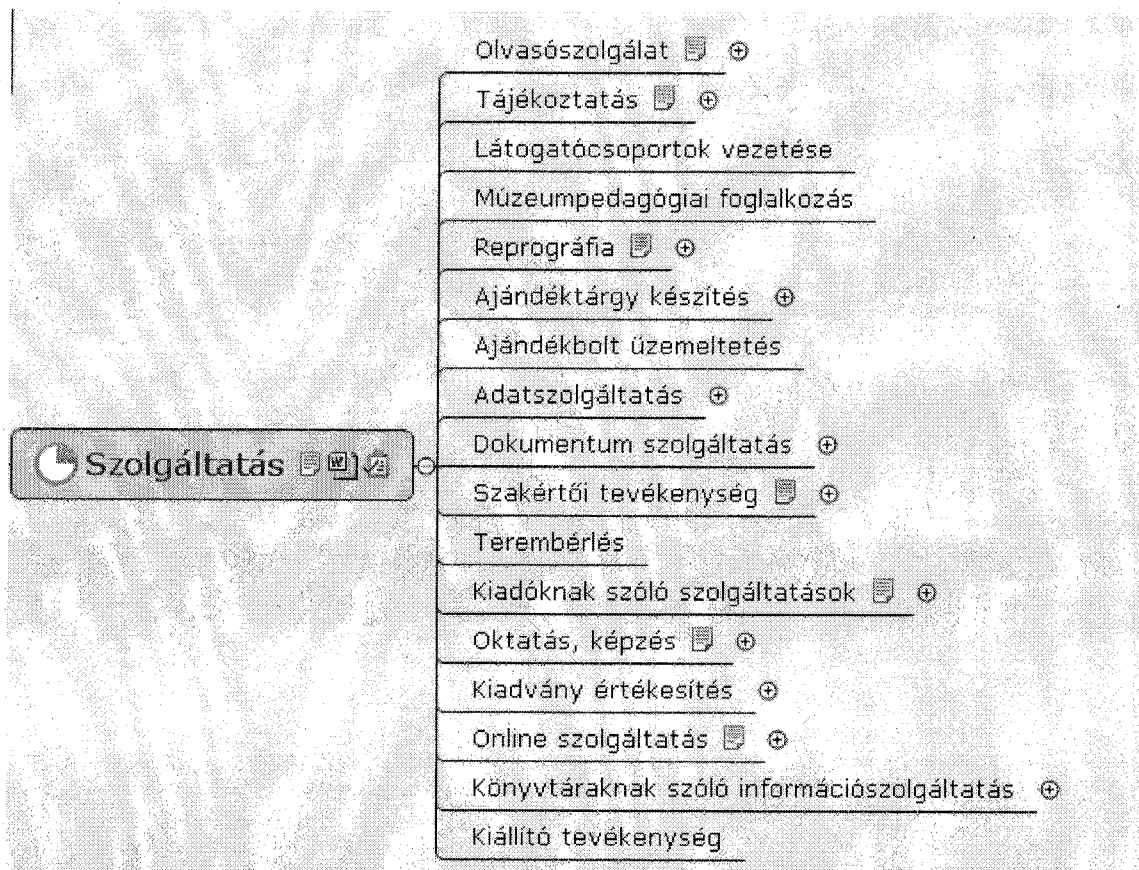 Olvasószolgálat
Tájékoztatás
Látogatócsoportok vezetése
Múzeumpedagógiai foglalkozás
Reprográfia
Ajándéktárgy készítés
Ajándékbolt üzemeltetés
Adatszolgáltatás
Dokumentum szolgáltatás
Szolgáltatás
Szakértői tevékenység
Terembérlés
Kiadóknak szóló szolgáltatások
Oktatás, képzés
Kiadvány értékesítés
Online szolgáltatás
Könyvtáraknak szóló információszolgáltatás
Kiállító tevékenység